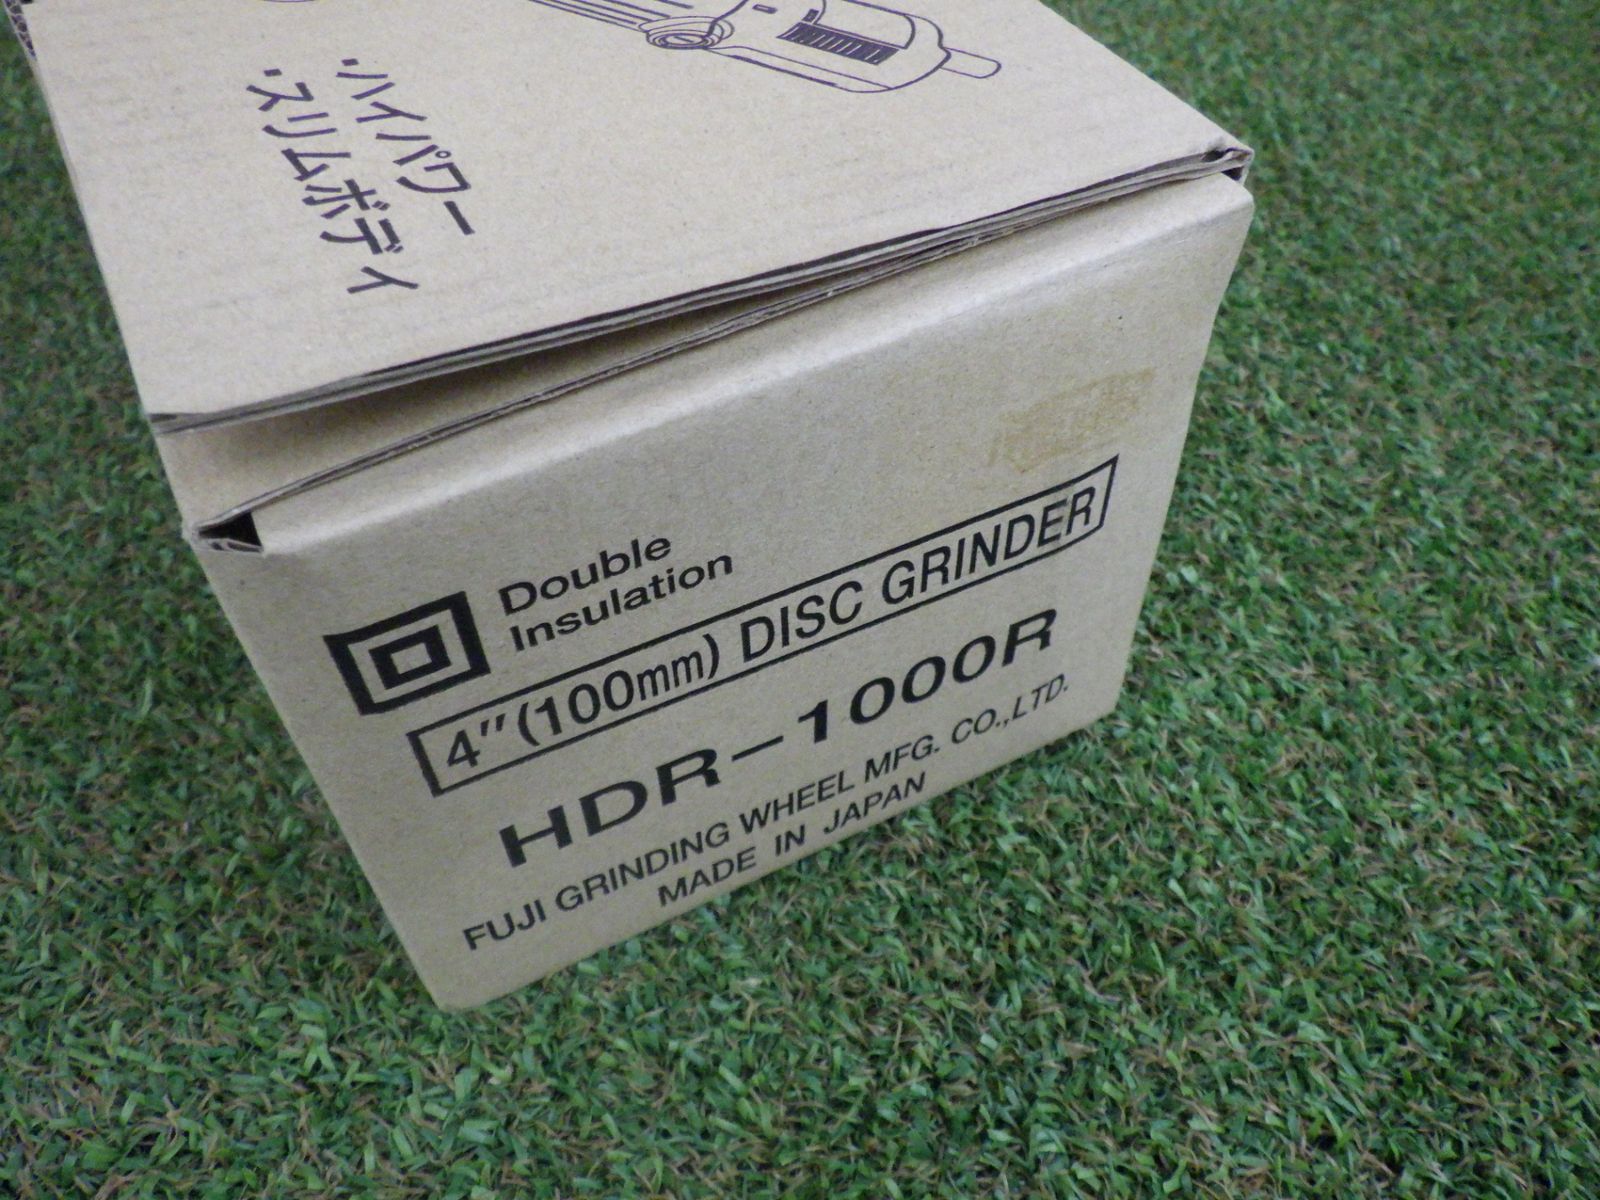 ・ハイパワー
・スリムボディ
Double
Insulation
4"(100mm) DISC GRINDER
HDR-1000R
FUJI GRINDING WHEEL MFG. CO.,LTD.
MADE IN JAPAN